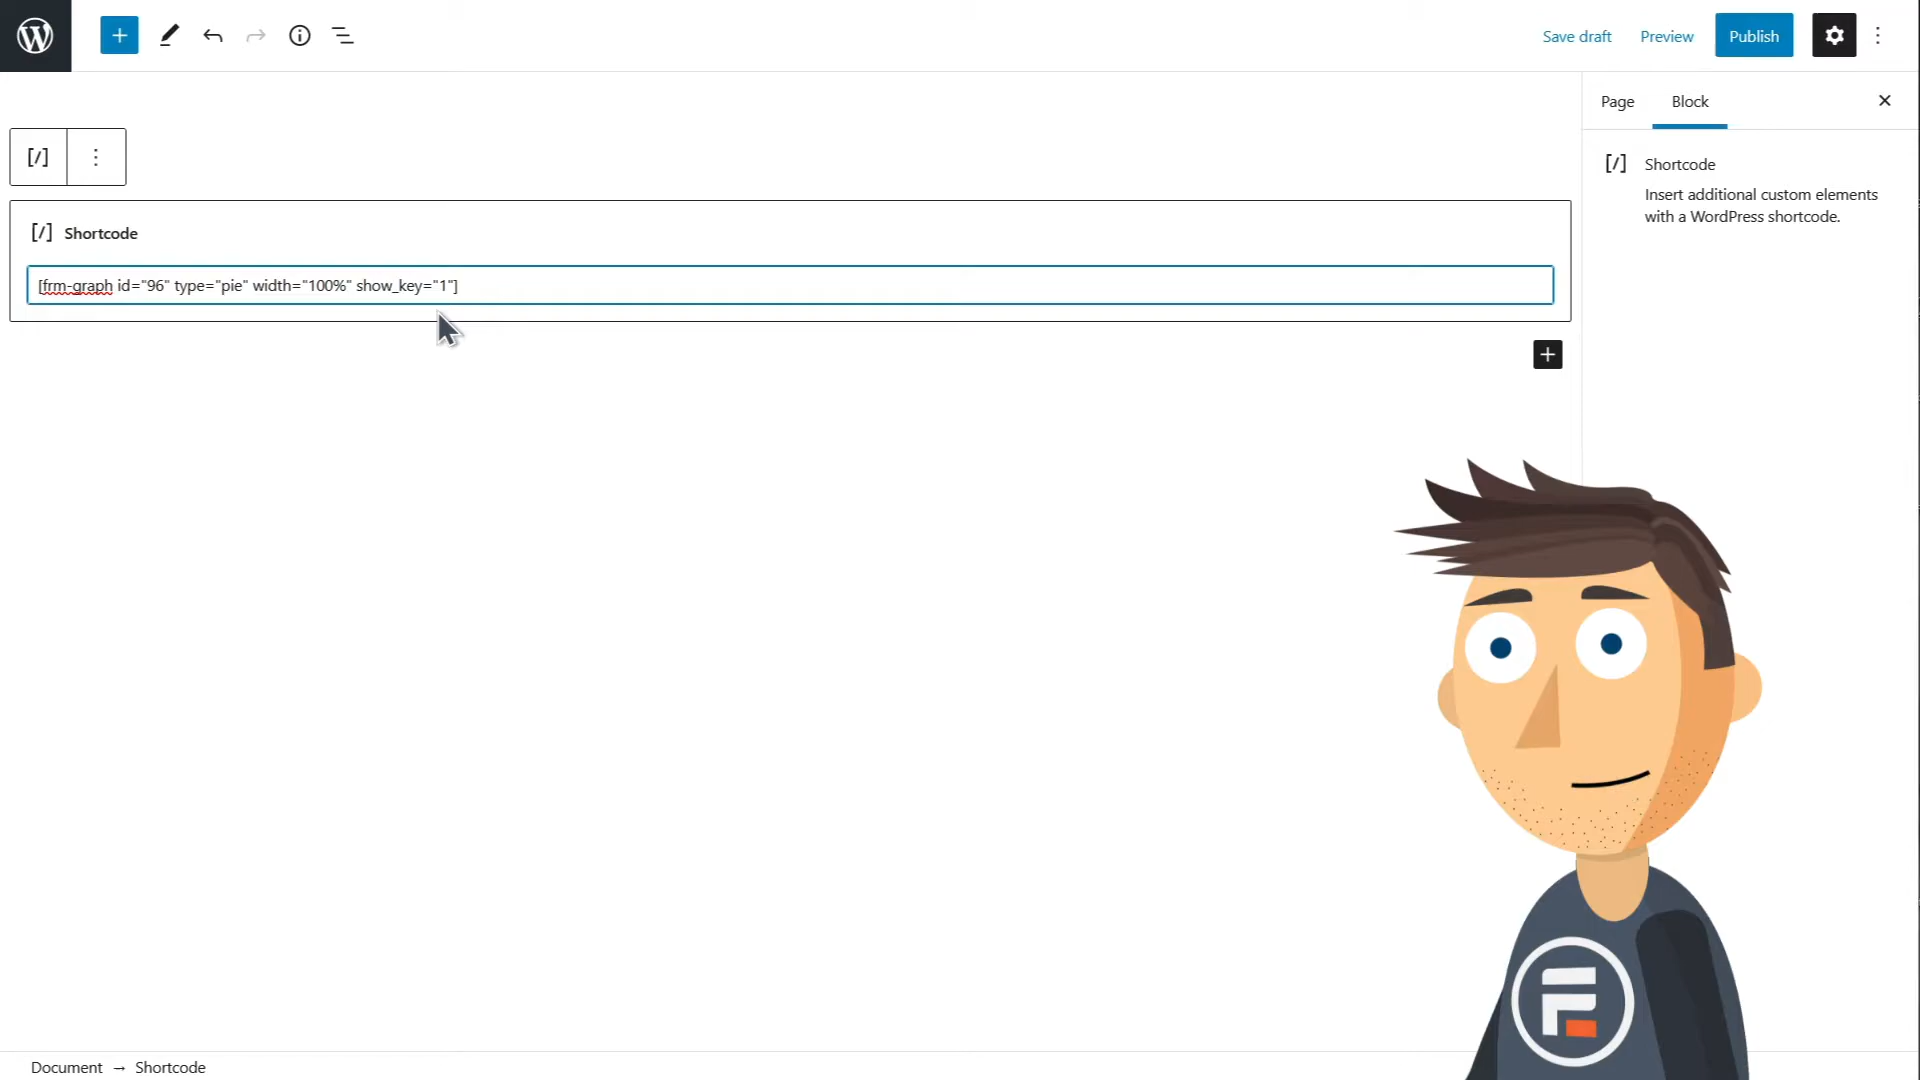 Save draft
Preview
Publish
Page
Block
[/]
[/] Shortcode
Insert additional custom elements
with a WordPress shortcode.
[/] Shortcode
[frm-graph id="96" type="pie" width="100%" show_key="1"]
Document → Shortcode